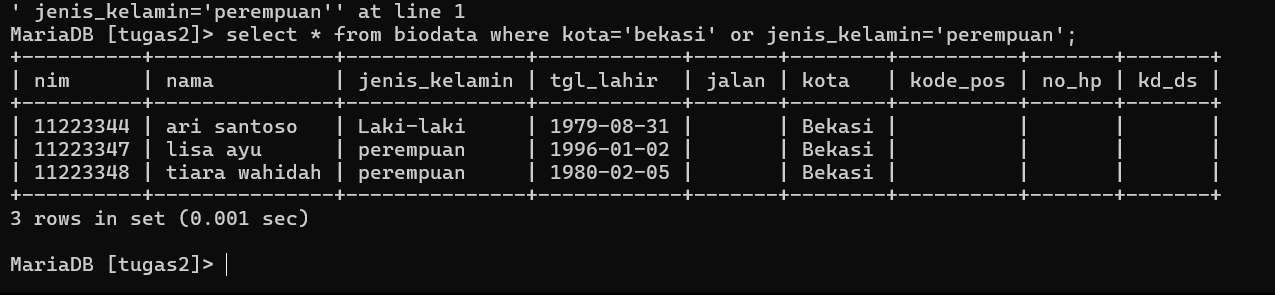 ' jenis_kelamin='perempuan'' at line 1
MariaDB [tugas2]> select * from biodata where kota='bekasi' or jenis_kelamin='perempuan';
+----------+---------------+---------------+------------+-------+--------+----------+-------+-------+
| nim      | nama          | jenis_kelamin | tgl_lahir  | jalan | kota   | kode_pos | no_hp | kd_ds |
+----------+---------------+---------------+------------+-------+--------+----------+-------+-------+
| 11223344 | ari santoso   | Laki-laki     | 1979-08-31 |       | Bekasi |          |       |       |
| 11223347 | lisa ayu      | perempuan     | 1996-01-02 |       | Bekasi |          |       |       |
| 11223348 | tiara wahidah | perempuan     | 1980-02-05 |       | Bekasi |          |       |       |
+----------+---------------+---------------+------------+-------+--------+----------+-------+-------+
3 rows in set (0.001 sec)
MariaDB [tugas2]>